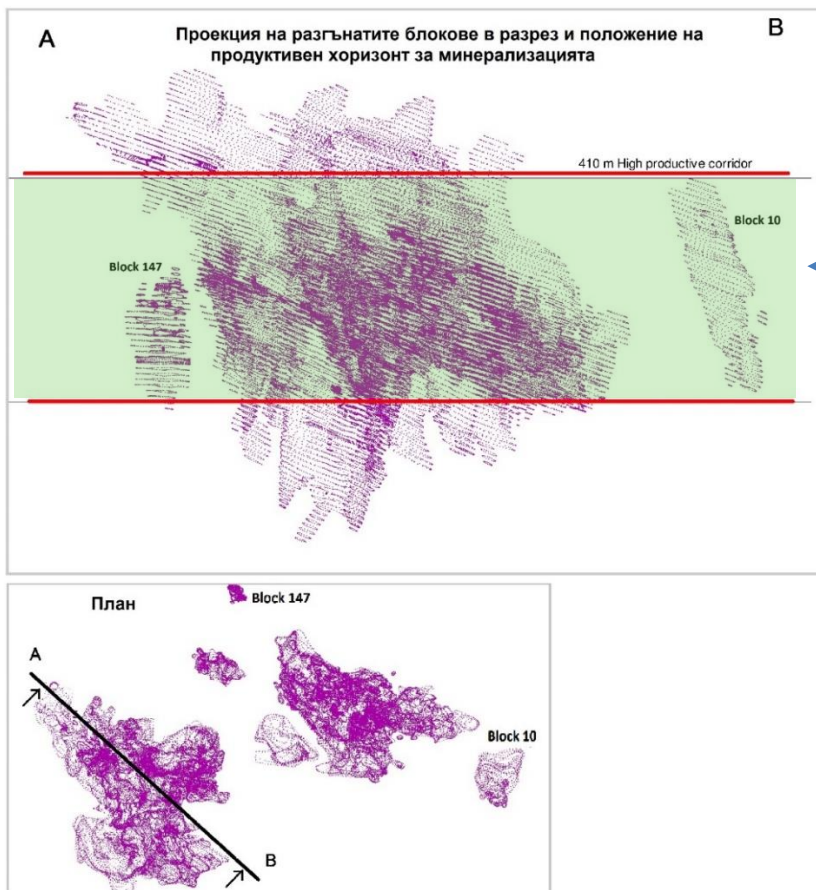 A
Проекция на разгънатите блокове в разрез и положение на
продуктивен хоризонт за минерализацията
B
410 m High productive corridor
Block 10
Block 147
План
Block 147
A
Block 10
B